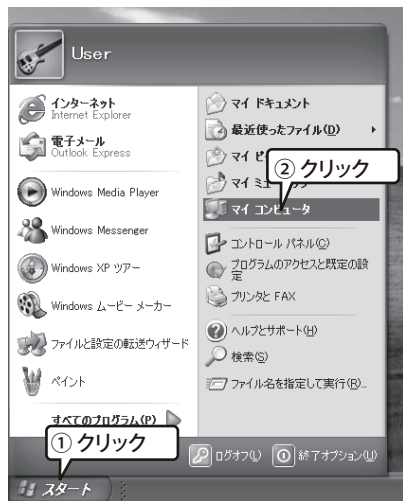 User
インターネット
Internet Explorer
電子メール
Outlook Express
Windows Media Player
Windows Messenger
Windows XP ツアー
Windows ムービー メーカー
ファイルと設定の転送ウィザード
ペイント
すべてのプログラム(P)
① クリック
マイ ドキュメント
最近使ったファイル(D)
マイ
② クリック
マイ
マイ コンピュータ
コントロール パネル(C)
プログラムのアクセスと既定の設
定
プリンタと FAX
ヘルプとサポート(H)
検索(S)
ファイル名を指定して実行(R)...
ログオフ(L)
終了オプション(U)
スタート